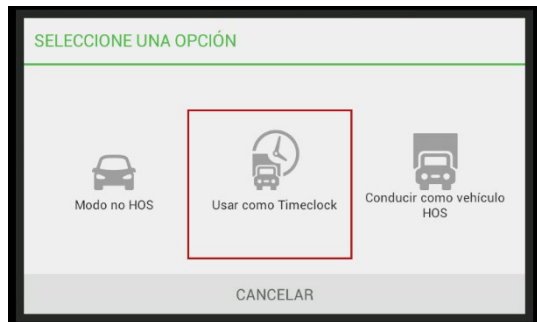 SELECCIONE UNA OPCIÓN
Modo no HOS
Usar como Timeclock
Conducir como vehículo
HOS
CANCELAR